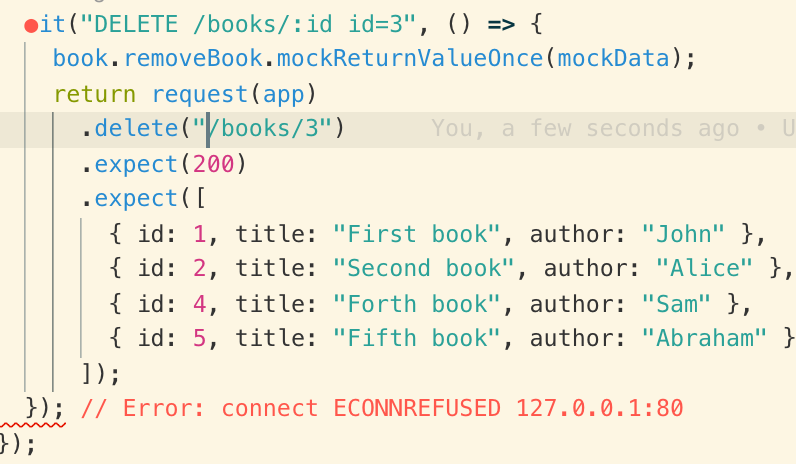 it("DELETE /books/:id id=3", () => {
book.removeBook.mockReturnValueOnce(mockData);
return request(app)
.delete("/books/3") You, a few seconds ago • U
.expect(200)
.expect([
{ id: 1, title: "First book", author: "John" },
{ id: 2, title: "Second book", author: "Alice" },
{ id: 4, title: "Forth book", author: "Sam" },
{ id: 5, title: "Fifth book", author: "Abraham" }
]);
}); // Error: connect ECONNREFUSED 127.0.0.1:80
});